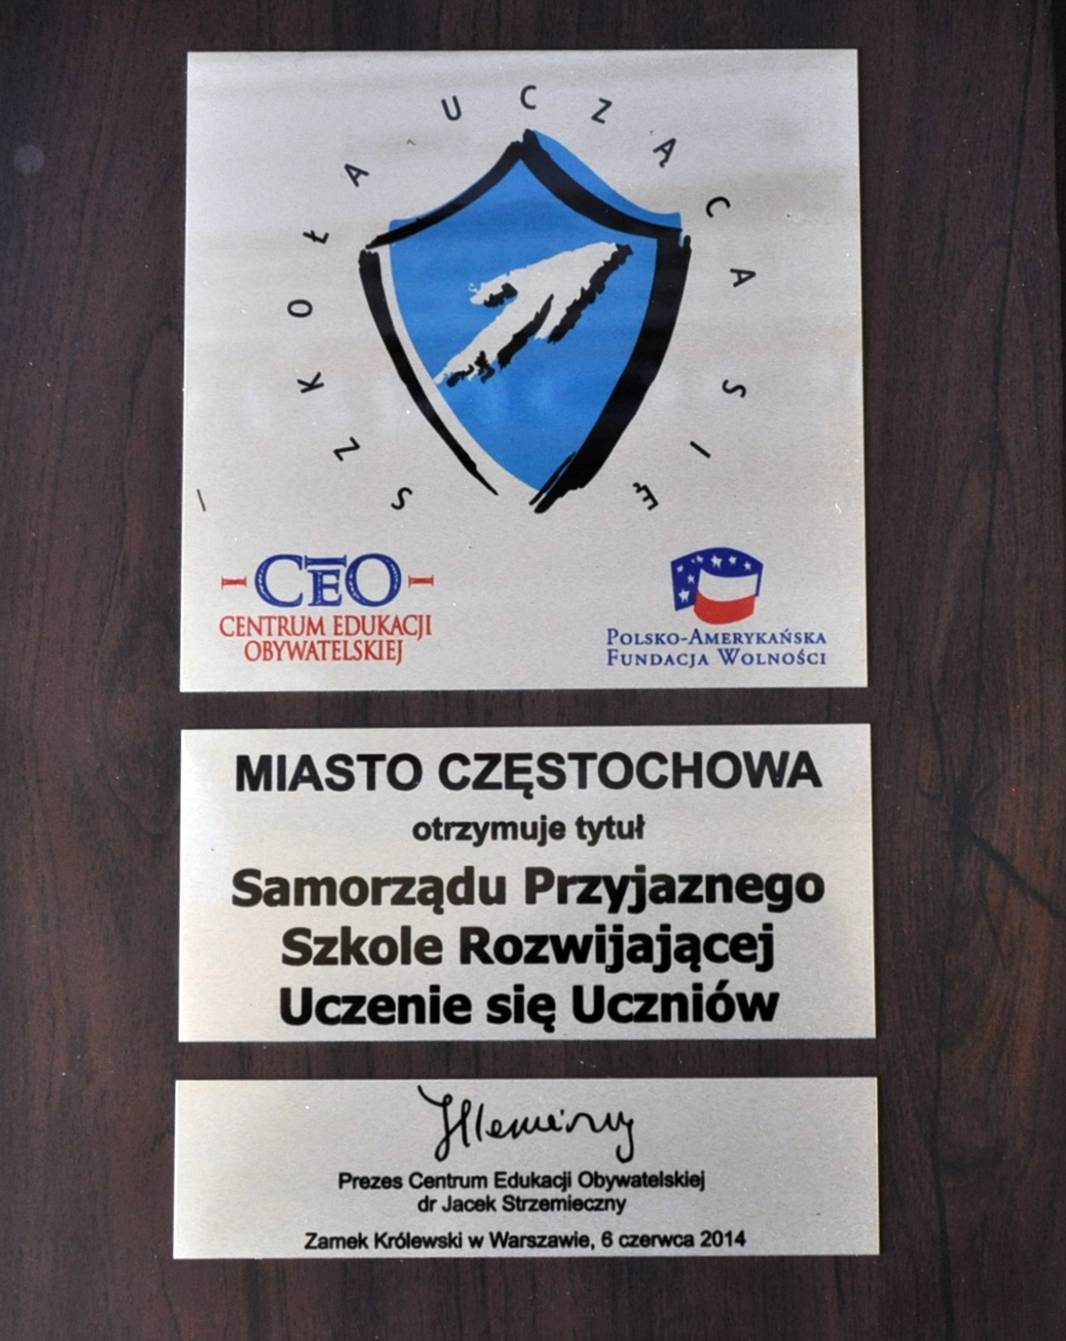 SZKOŁA UCZĄCA SIĘ
CEO
CENTRUM EDUKACJI
OBYWATELSKIEJ
POLSKO-AMERYKAŃSKA
FUNDACJA WOLNOŚCI
MIASTO CZĘSTOCHOWA
otrzymuje tytuł
Samorządu Przyjaznego
Szkole Rozwijającej
Uczenie się Uczniów
Prezes Centrum Edukacji Obywatelskiej
dr Jacek Strzemieczny
Zamek Królewski w Warszawie, 6 czerwca 2014